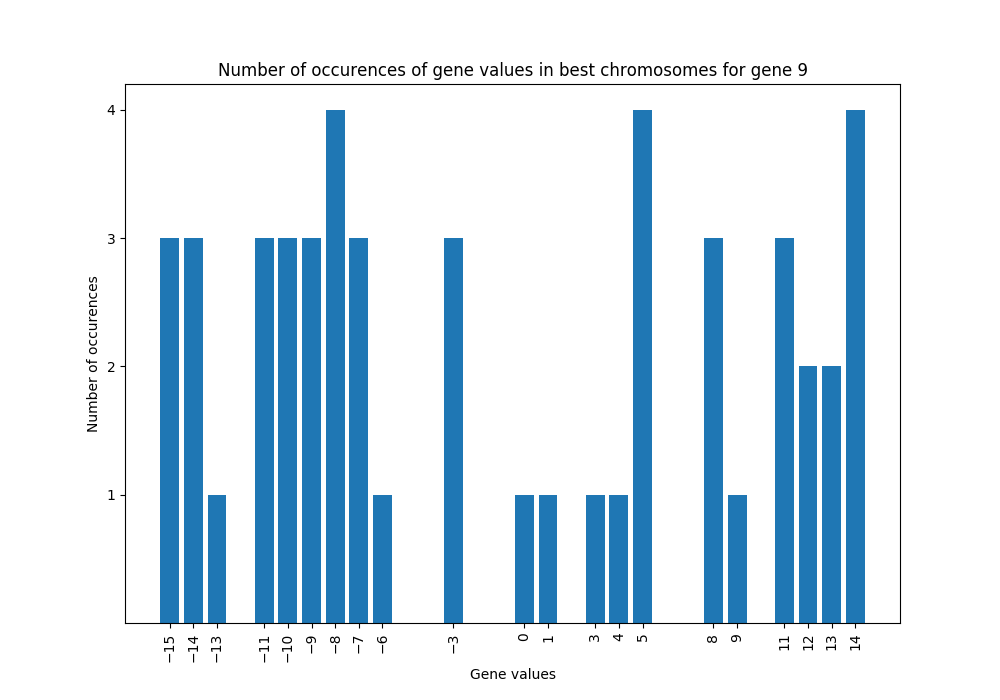 Number of occurences of gene values in best chromosomes for gene 9
4
3
2
1
Number of occurences
−15 −14 −13 −11 −10 −9 −8 −7 −6 −3 0 1 3 4 5 8 9 11 12 13 14
Gene values